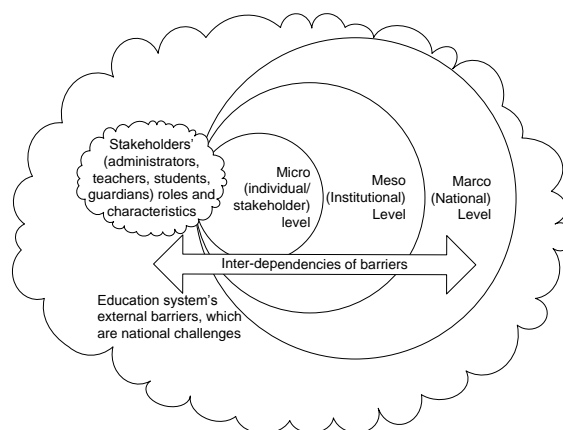 Stakeholders'
(administrators,
teachers, students,
guardians) roles and
characteristics
Micro
(individual/
stakeholder)
level
Meso
(Institutional)
Level
Marco
(National)
Level
Inter-dependencies of barriers
Education system's
external barriers, which
are national challenges